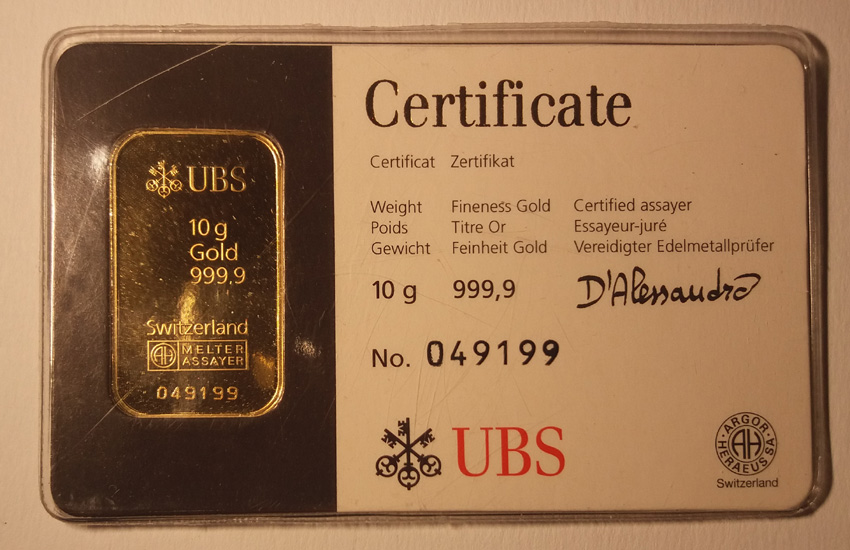 UBS
10 g
Gold
999,9
Switzerland
AH MELTER
ASSAYER
049199
Certificate
Certificat Zertifikat
Weight Fineness Gold Certified assayer
Poids Titre Or Essayeur-juré
Gewicht Feinheit Gold Vereidigter Edelmetallprüfer
10 g 999,9 D'Alessandro
No. 049199
UBS
ARGOR
HERAEUS SA
AH
Switzerland